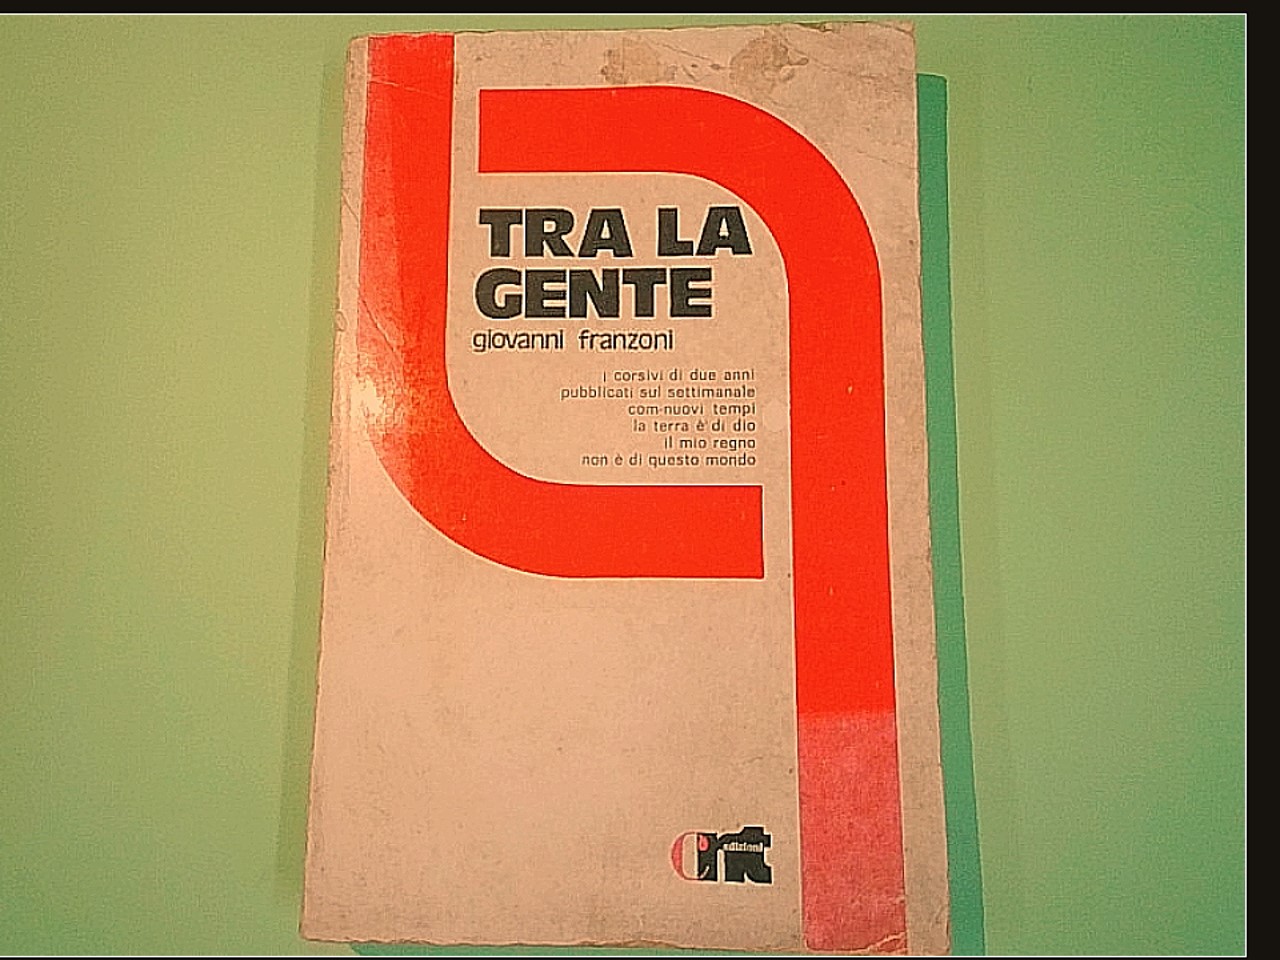 TRA LA
GENTE
giovanni franzoni
i corsivi di due anni
pubblicati sul settimanale
com-nuovi tempi
la terra è di dio
il mio regno
non è di questo mondo
edizioni